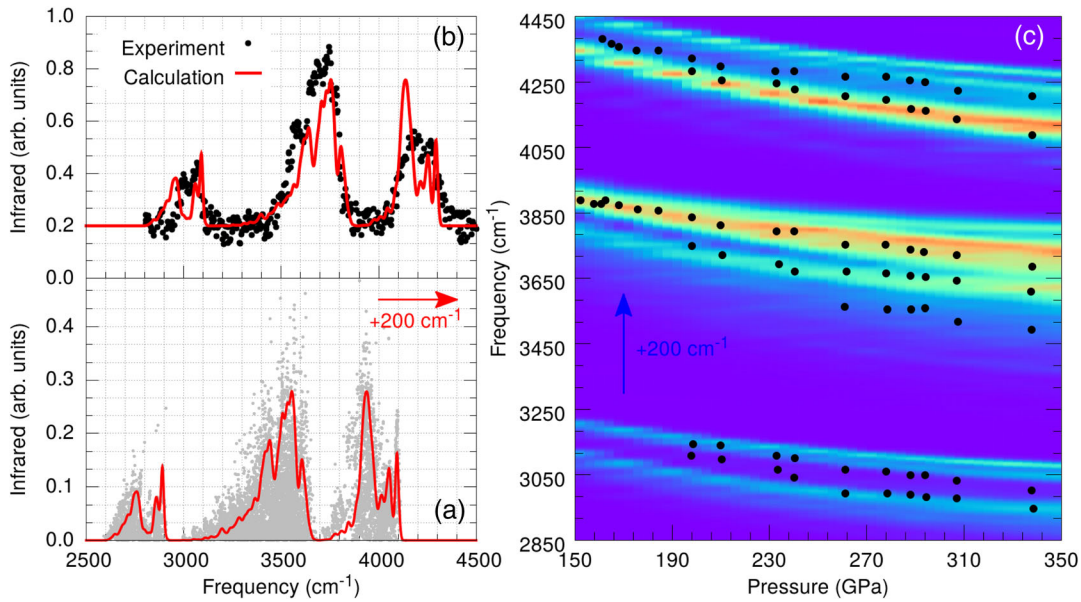 1.0
0.8
0.6
0.4
0.2
0.0
Infrared (arb. units)
Experiment
Calculation
(b)
0.4
0.3
0.2
0.1
0
Infrared (arb. units)
+200 cm⁻¹
(a)
2500 3000 3500 4000 4500
Frequency (cm⁻¹)
4450
4250
4050
3850
3650
3450
3250
3050
2850
Frequency (cm⁻¹)
(c)
+200 cm⁻¹
150 190 230 270 310 350
Pressure (GPa)